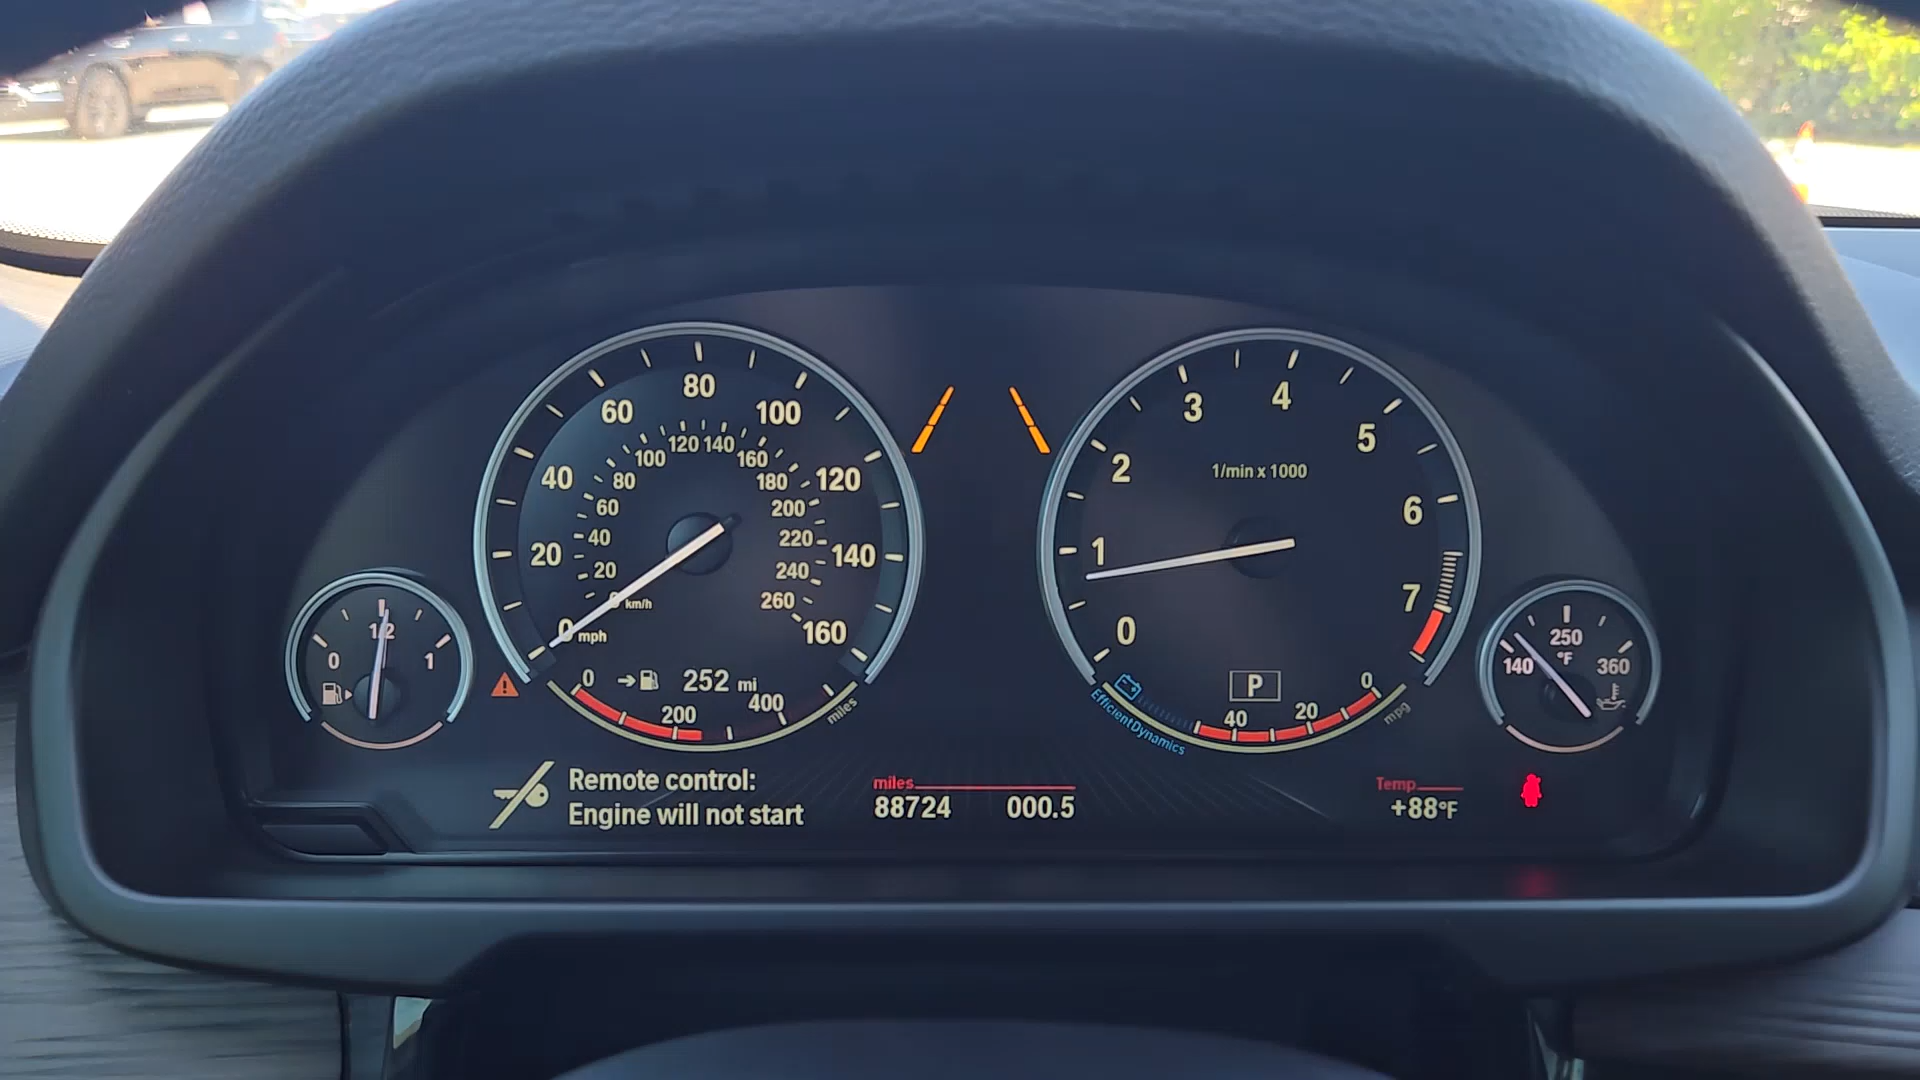 80
60
100
40
120
20
140
0 mph
160
120 140
100
160
80
180
60
200
40
220
20
240
0 km/h
260
0
252 mi
200
400
miles
0
1/2
1
3
4
2
5
1/min x 1000
1
6
0
7
P
40
20
0
mpg
EfficientDynamics
250
°F
140
360
Remote control:
Engine will not start
miles
88724 000.5
Temp
+88°F